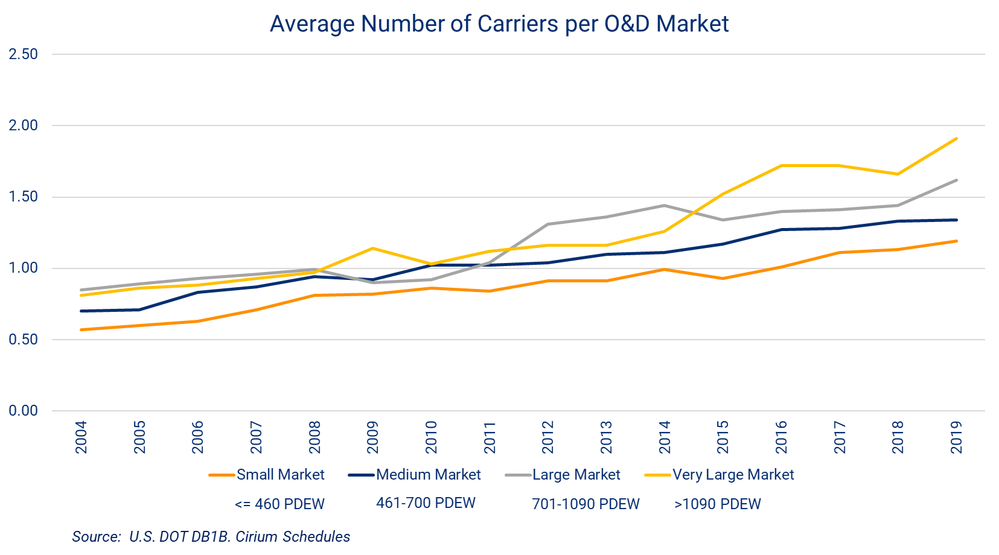 Average Number of Carriers per O&D Market
2.50
2.00
1.50
1.00
0.50
0.00
2004 2005 2006 2007 2008 2009 2010 2011 2012 2013 2014 2015 2016 2017 2018 2019
Small Market Medium Market Large Market Very Large Market
<= 460 PDEW 461-700 PDEW 701-1090 PDEW >1090 PDEW
Source: U.S. DOT DB1B. Cirium Schedules